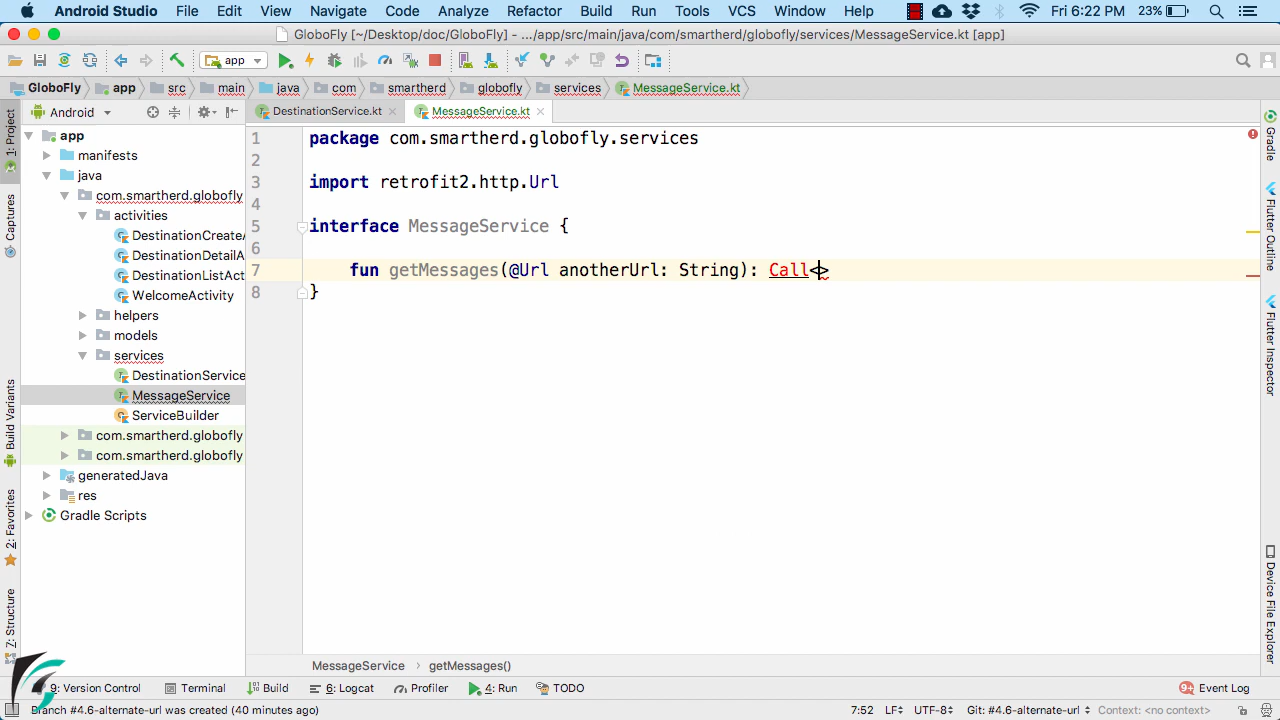 Android Studio File Edit View Navigate Code Analyze Refactor Build Run Tools VCS Window Help Fri 6:22 PM 23%
GloboFly [~/Desktop/doc/GloboFly] - .../app/src/main/java/com/smartherd/globofly/services/MessageService.kt [app]
app
GloboFly app src main java com smartherd globofly services MessageService.kt
Android DestinationService.kt MessageService.kt
app
manifests
java
com.smartherd.globofly
activities
DestinationCreateA
DestinationDetailA
DestinationListAct
WelcomeActivity
helpers
models
services
DestinationService
MessageService
ServiceBuilder
com.smartherd.globofly
com.smartherd.globofly
generatedJava
res
Gradle Scripts
1 package com.smartherd.globofly.services
2
3 import retrofit2.http.Url
4
5 interface MessageService {
6
7 fun getMessages(@Url anotherUrl: String): Call<>
8 }
1: Project
Captures
Build Variants
2: Favorites
Z: Structure
Gradle
Flutter Outline
Flutter Inspector
Device File Explorer
MessageService getMessages()
9: Version Control Terminal Build 6: Logcat Profiler 4: Run TODO 9+ Event Log
Branch #4.6-alternate-url was created (40 minutes ago) 7:52 LF UTF-8 Git: #4.6-alternate-url Context: <no context>